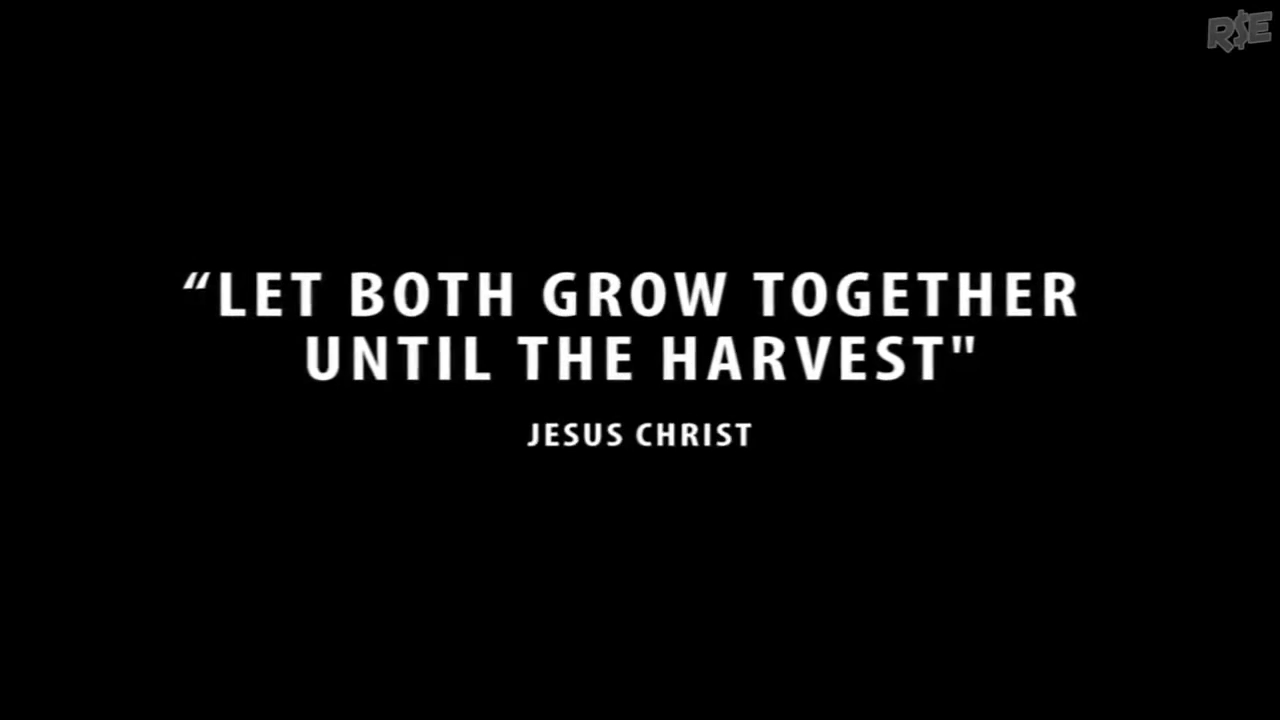 R$E
“LET BOTH GROW TOGETHER
UNTIL THE HARVEST"
JESUS CHRIST